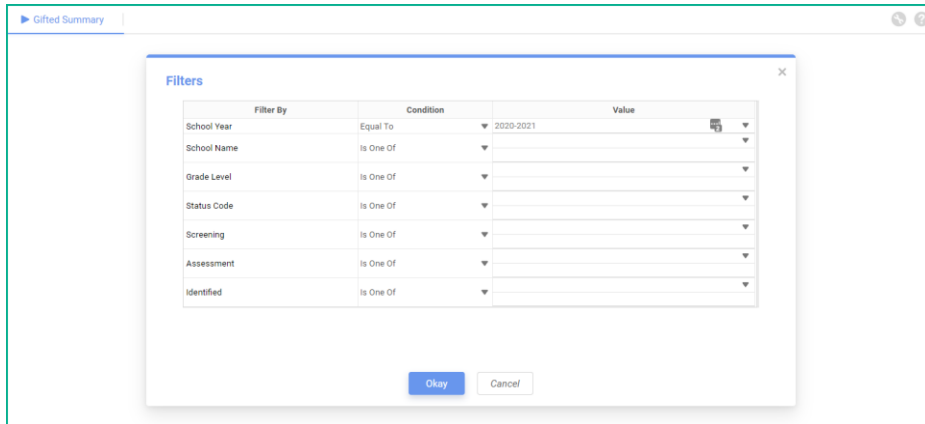 Gifted Summary
Filters
Filter By Condition Value
School Year Equal To 2020-2021
School Name Is One Of
Grade Level Is One Of
Status Code Is One Of
Screening Is One Of
Assessment Is One Of
Identified Is One Of
Okay Cancel